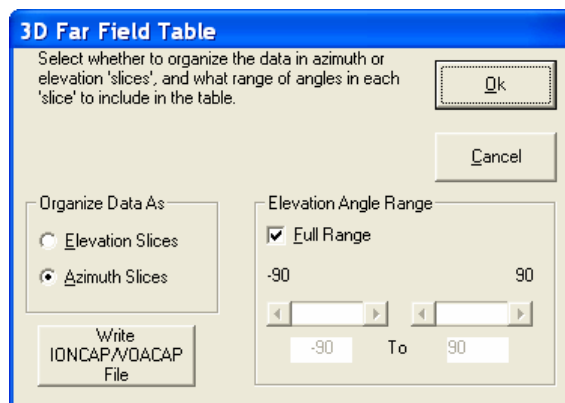 3D Far Field Table
Select whether to organize the data in azimuth or
elevation 'slices', and what range of angles in each
'slice' to include in the table.
Ok
Cancel
Organize Data As
Elevation Slices
Azimuth Slices
Write
IONCAP/VOACAP
File
Elevation Angle Range
Full Range
-90 90
-90 To 90